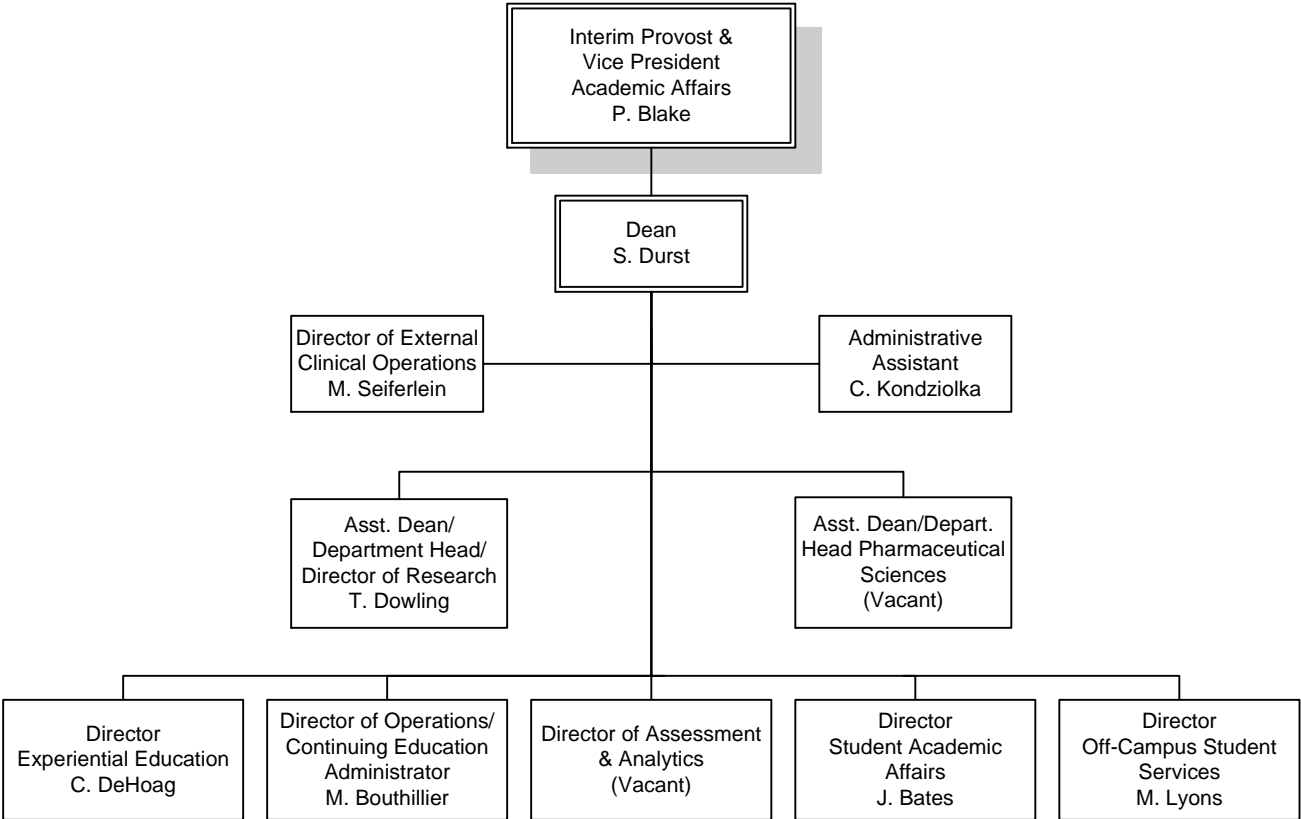 Interim Provost &
Vice President
Academic Affairs
P. Blake
Dean
S. Durst
Director of External
Clinical Operations
M. Seiferlein
Administrative
Assistant
C. Kondziolka
Asst. Dean/
Department Head/
Director of Research
T. Dowling
Asst. Dean/Depart.
Head Pharmaceutical
Sciences
(Vacant)
Director
Experiential Education
C. DeHoag
Director of Operations/
Continuing Education
Administrator
M. Bouthillier
Director of Assessment
& Analytics
(Vacant)
Director
Student Academic
Affairs
J. Bates
Director
Off-Campus Student
Services
M. Lyons